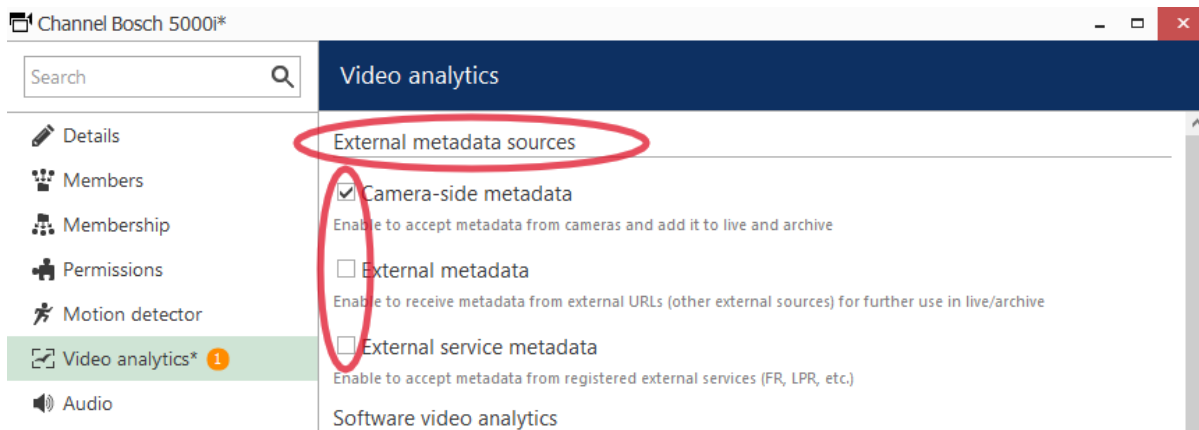 Channel Bosch 5000i*
Search
Video analytics
Details
Members
Membership
Permissions
Motion detector
Video analytics* 1
Audio
External metadata sources
Camera-side metadata
Enable to accept metadata from cameras and add it to live and archive
External metadata
Enable to receive metadata from external URLs (other external sources) for further use in live/archive
External service metadata
Enable to accept metadata from registered external services (FR, LPR, etc.)
Software video analytics